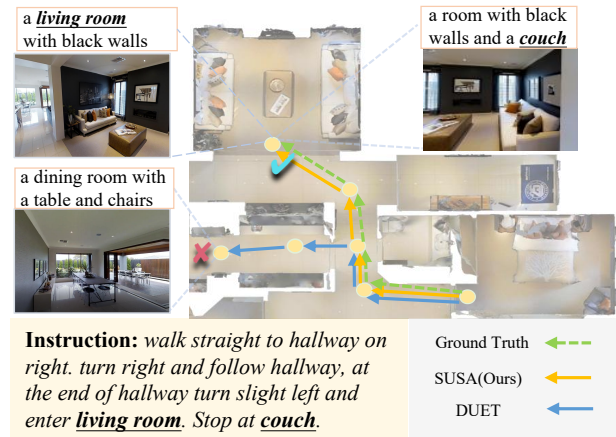 a living room
with black walls
a room with black
walls and a couch
a dining room with
a table and chairs
Instruction: walk straight to hallway on
right. turn right and follow hallway, at
the end of hallway turn slight left and
enter living room. Stop at couch.
Ground Truth
SUSA(Ours)
DUET